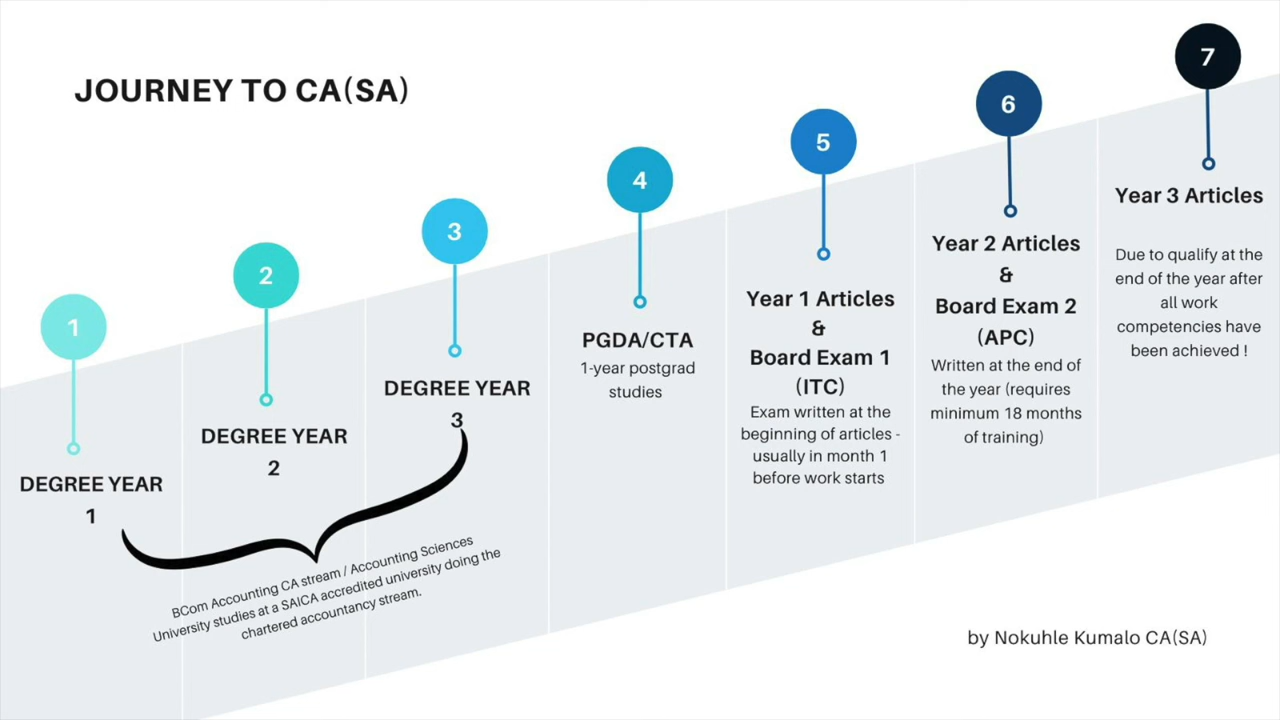 JOURNEY TO CA(SA)
1
DEGREE YEAR
1
2
DEGREE YEAR
2
3
DEGREE YEAR
3
BCom Accounting CA stream / Accounting Sciences
University studies at a SAICA accredited university doing the
chartered accountancy stream.
4
PGDA/CTA
1-year postgrad
studies
5
Year 1 Articles
&
Board Exam 1
(ITC)
Exam written at the
beginning of articles -
usually in month 1
before work starts
6
Year 2 Articles
&
Board Exam 2
(APC)
Written at the end of
the year (requires
minimum 18 months
of training)
7
Year 3 Articles
Due to qualify at the
end of the year after
all work
competencies have
been achieved !
by Nokuhle Kumalo CA(SA)